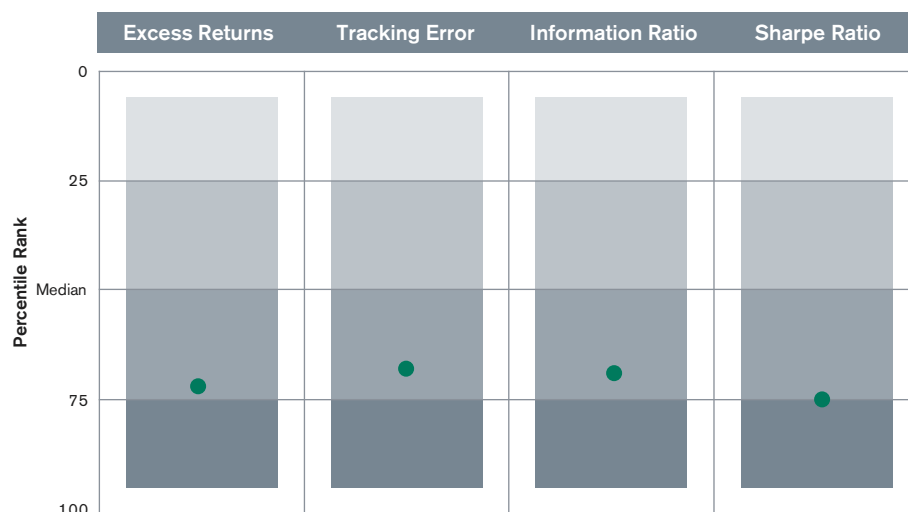 Excess Returns
Tracking Error
Information Ratio
Sharpe Ratio
Percentile Rank
0
25
Median
75
100